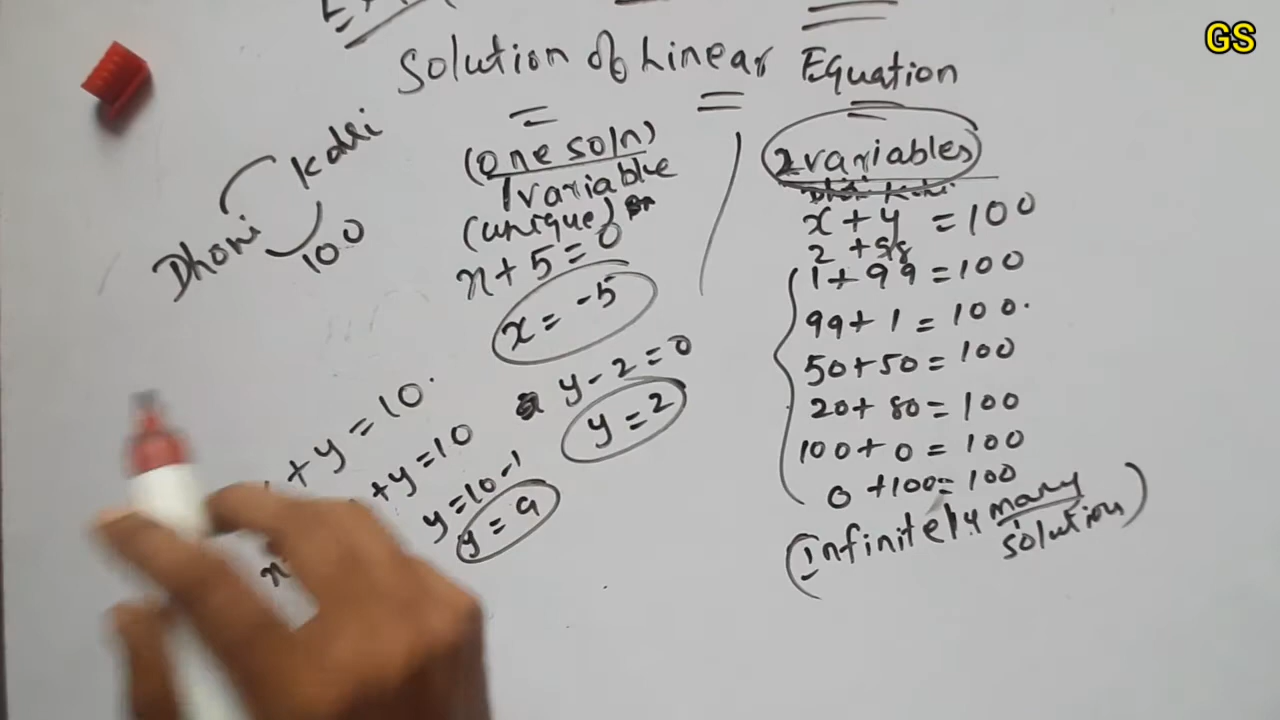 GS
Solution of Linear Equation
Dhoni
100
(one soln)
1 variable
(unique)
x + 5 = 0
x = -5
y - 2 = 0
y = 2
+ y = 10
+ y = 10
y = 10 - 1
y = 9
2 variables
x + y = 100
2 + 98
1 + 99 = 100
99 + 1 = 100.
50 + 50 = 100
20 + 80 = 100
100 + 0 = 100
0 + 100 = 100
(Infinitely many
solution)